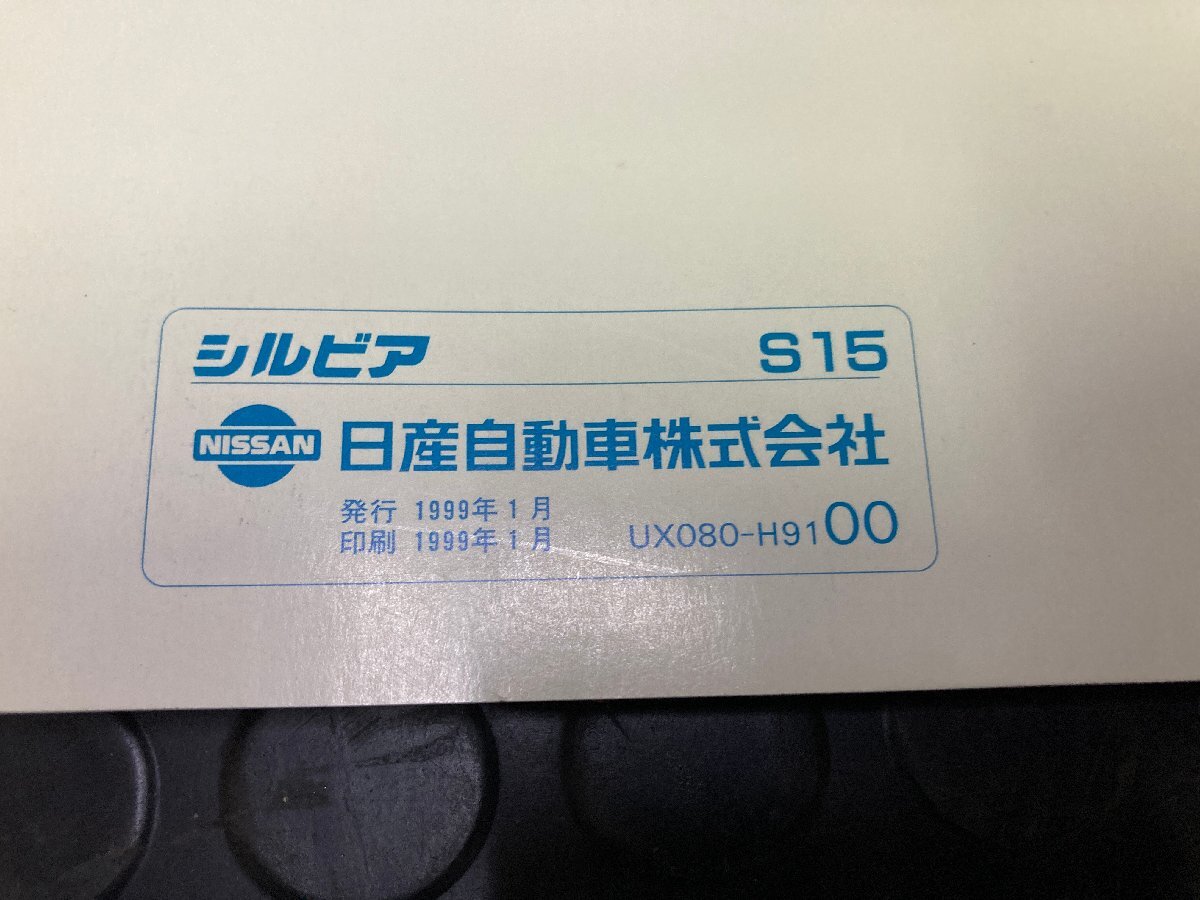 シルビア S15
NISSAN 日産自動車株式会社
発行 1999年1月
印刷 1999年1月 UX080-H9100